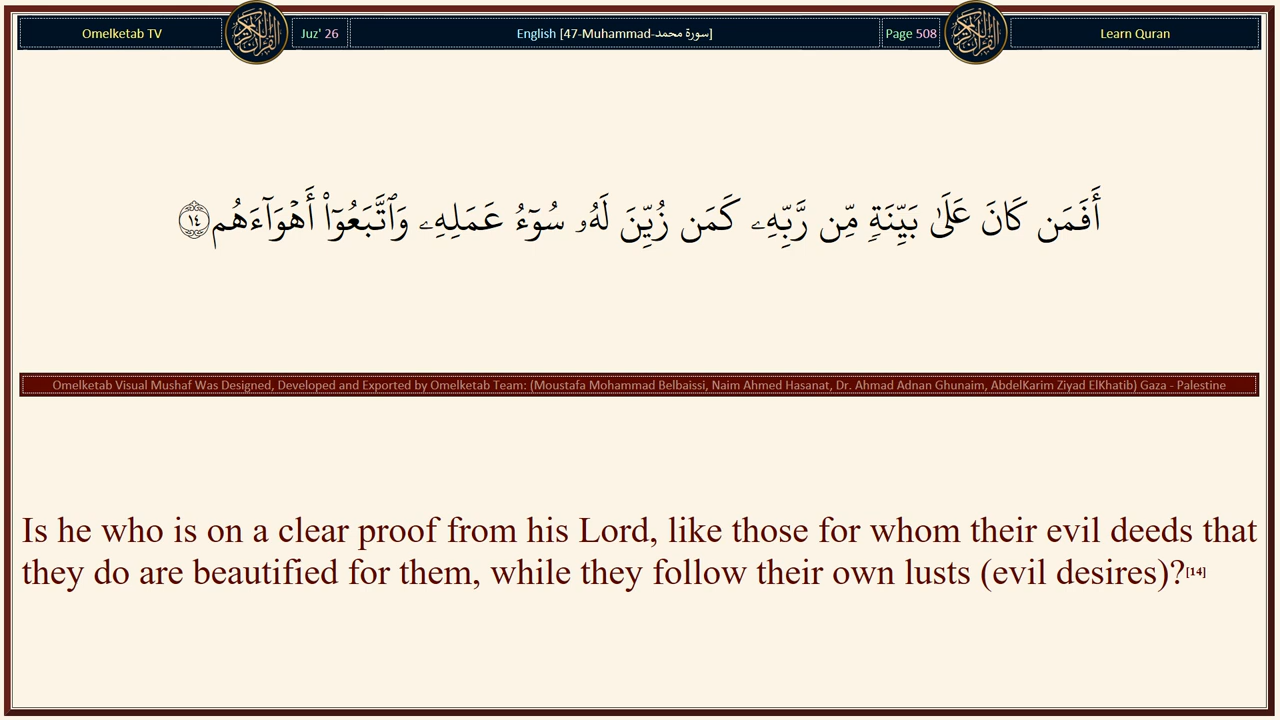 Omelketab TV
Juz' 26
English [47-Muhammad-سورة محمد]
Page 508
Learn Quran
أَفَمَن كَانَ عَلَىٰ بَيِّنَةٖ مِّن رَّبِّهِۦ كَمَن زُيِّنَ لَهُۥ سُوٓءُ عَمَلِهِۦ وَٱتَّبَعُوٓاْ أَهۡوَآءَهُم ١٤
Omelketab Visual Mushaf Was Designed, Developed and Exported by Omelketab Team: (Moustafa Mohammad Belbaissi, Naim Ahmed Hasanat, Dr. Ahmad Adnan Ghunaim, AbdelKarim Ziyad ElKhatib) Gaza - Palestine
Is he who is on a clear proof from his Lord, like those for whom their evil deeds that
they do are beautified for them, while they follow their own lusts (evil desires)?[14]